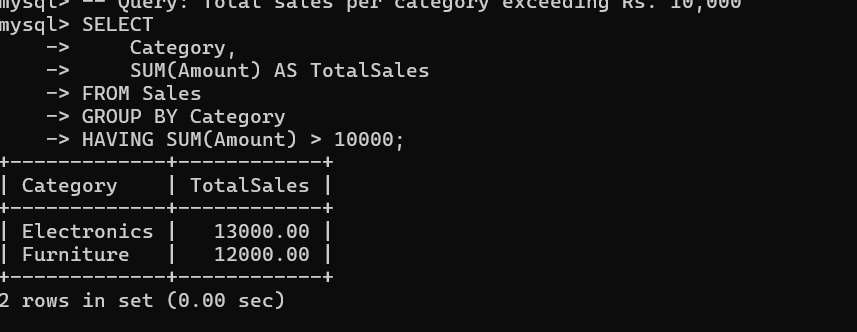 mysql> -- Query: Total sales per category exceeding Rs. 10,000
mysql> SELECT
    ->     Category,
    ->     SUM(Amount) AS TotalSales
    -> FROM Sales
    -> GROUP BY Category
    -> HAVING SUM(Amount) > 10000;
+-------------+------------+
| Category    | TotalSales |
+-------------+------------+
| Electronics |   13000.00 |
| Furniture   |   12000.00 |
+-------------+------------+
2 rows in set (0.00 sec)